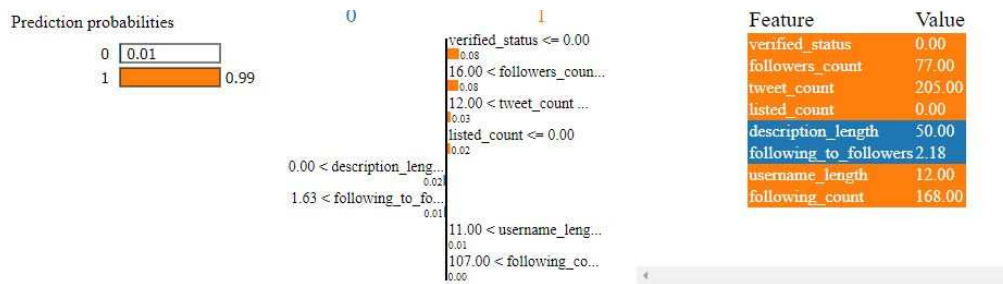 Prediction probabilities
0 0.01
1 0.99
0 1
verified_status <= 0.00
0.08
16.00 < followers_coun...
0.08
12.00 < tweet_count ...
0.03
listed_count <= 0.00
0.02
0.00 < description_leng...
0.02
1.63 < following_to_fo...
0.01
11.00 < username_leng...
0.01
107.00 < following_co...
0.00
Feature Value
verified_status 0.00
followers_count 77.00
tweet_count 205.00
listed_count 0.00
description_length 50.00
following_to_followers 2.18
username_length 12.00
following_count 168.00